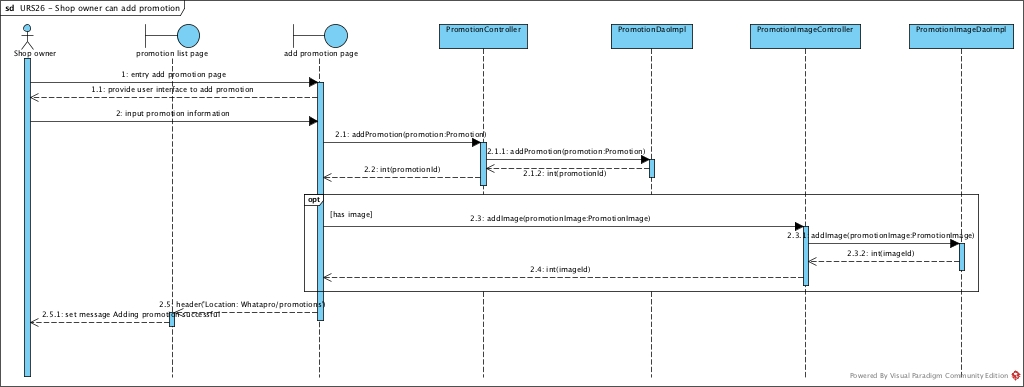 sd URS26 - Shop owner can add promotion
Shop owner
promotion list page
add promotion page
PromotionController
PromotionDaoImpl
PromotionImageController
PromotionImageDaoImpl
1: entry add promotion page
1.1: provide user interface to add promotion
2: input promotion information
2.1: addPromotion(promotion:Promotion)
2.1.1: addPromotion(promotion:Promotion)
2.2: int(promotionId)
2.1.2: int(promotionId)
opt
[has image]
2.3: addImage(promotionImage:PromotionImage)
2.3.1: addImage(promotionImage:PromotionImage)
2.3.2: int(imageId)
2.4: int(imageId)
2.5: header('Location: Whatapro/promotions')
2.5.1: set message Adding promotion successful
Powered By Visual Paradigm Community Edition